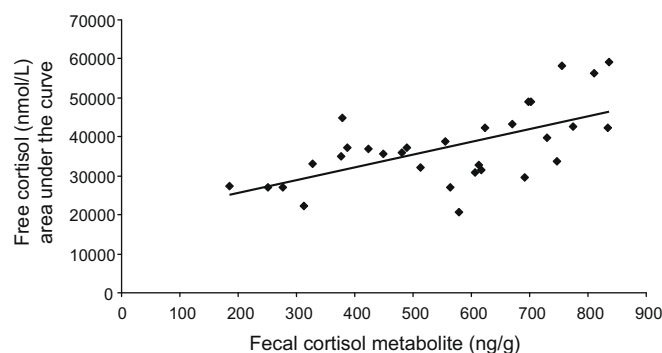 70000
60000
50000
40000
30000
20000
10000
0
Free cortisol (nmol/L)
area under the curve
0 100 200 300 400 500 600 700 800 900
Fecal cortisol metabolite (ng/g)